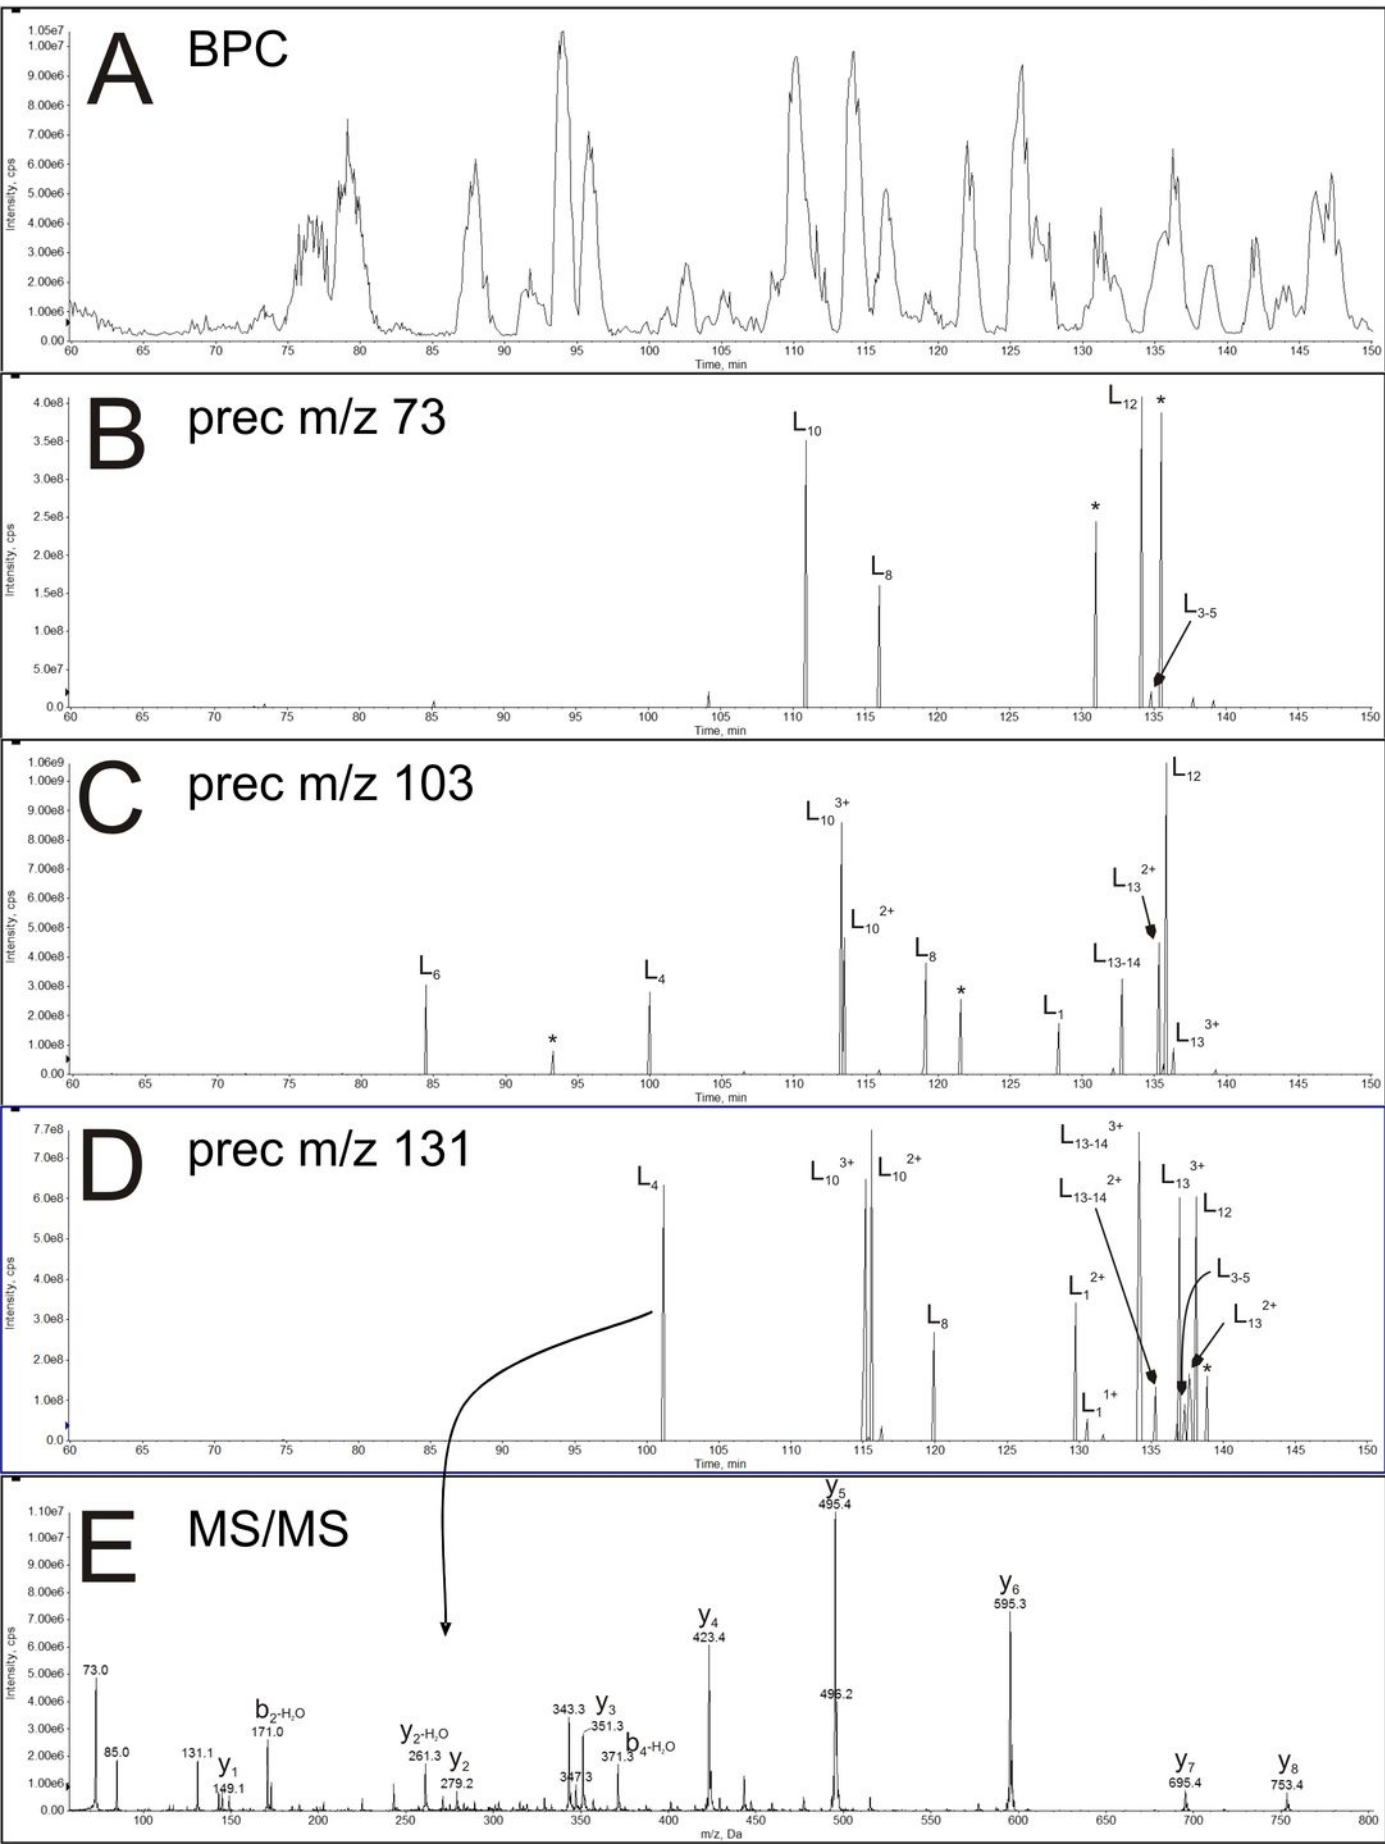 A BPC
1.05e7
1.00e7
9.00e6
8.00e6
7.00e6
6.00e6
5.00e6
4.00e6
3.00e6
2.00e6
1.00e6
0.00
Intensity, cps
60 65 70 75 80 85 90 95 100 105 110 115 120 125 130 135 140 145 150
Time, min
B prec m/z 73
4.0e8
3.5e8
3.0e8
2.5e8
2.0e8
1.5e8
1.0e8
5.0e7
0.0
Intensity, cps
L10
L8
*
L12
*
L3-5
60 65 70 75 80 85 90 95 100 105 110 115 120 125 130 135 140 145 150
Time, min
C prec m/z 103
1.06e9
1.00e9
9.00e8
8.00e8
7.00e8
6.00e8
5.00e8
4.00e8
3.00e8
2.00e8
1.00e8
0.00
Intensity, cps
L6
*
L4
L10 3+
L10 2+
L8
*
L1
L13-14
L13 2+
L12
L13 3+
60 65 70 75 80 85 90 95 100 105 110 115 120 125 130 135 140 145 150
Time, min
D prec m/z 131
7.7e8
7.0e8
6.0e8
5.0e8
4.0e8
3.0e8
2.0e8
1.0e8
0.0
Intensity, cps
L4
L10 3+
L10 2+
L8
L1 2+
L1 1+
L13-14 3+
L13-14 2+
L13 3+
L12
L3-5
L13 2+
*
60 65 70 75 80 85 90 95 100 105 110 115 120 125 130 135 140 145 150
Time, min
E MS/MS
1.10e7
1.00e7
9.00e6
8.00e6
7.00e6
6.00e6
5.00e6
4.00e6
3.00e6
2.00e6
1.00e6
0.00
Intensity, cps
73.0
85.0
131.1
y1
149.1
b2-H2O
171.0
y2-H2O
261.3
y2
279.2
343.3
347.3
y3
351.3
b4-H2O
371.3
y4
423.4
y5
495.4
496.2
y6
595.3
y7
695.4
y8
753.4
100 150 200 250 300 350 400 450 500 550 600 650 700 750 800
m/z, Da